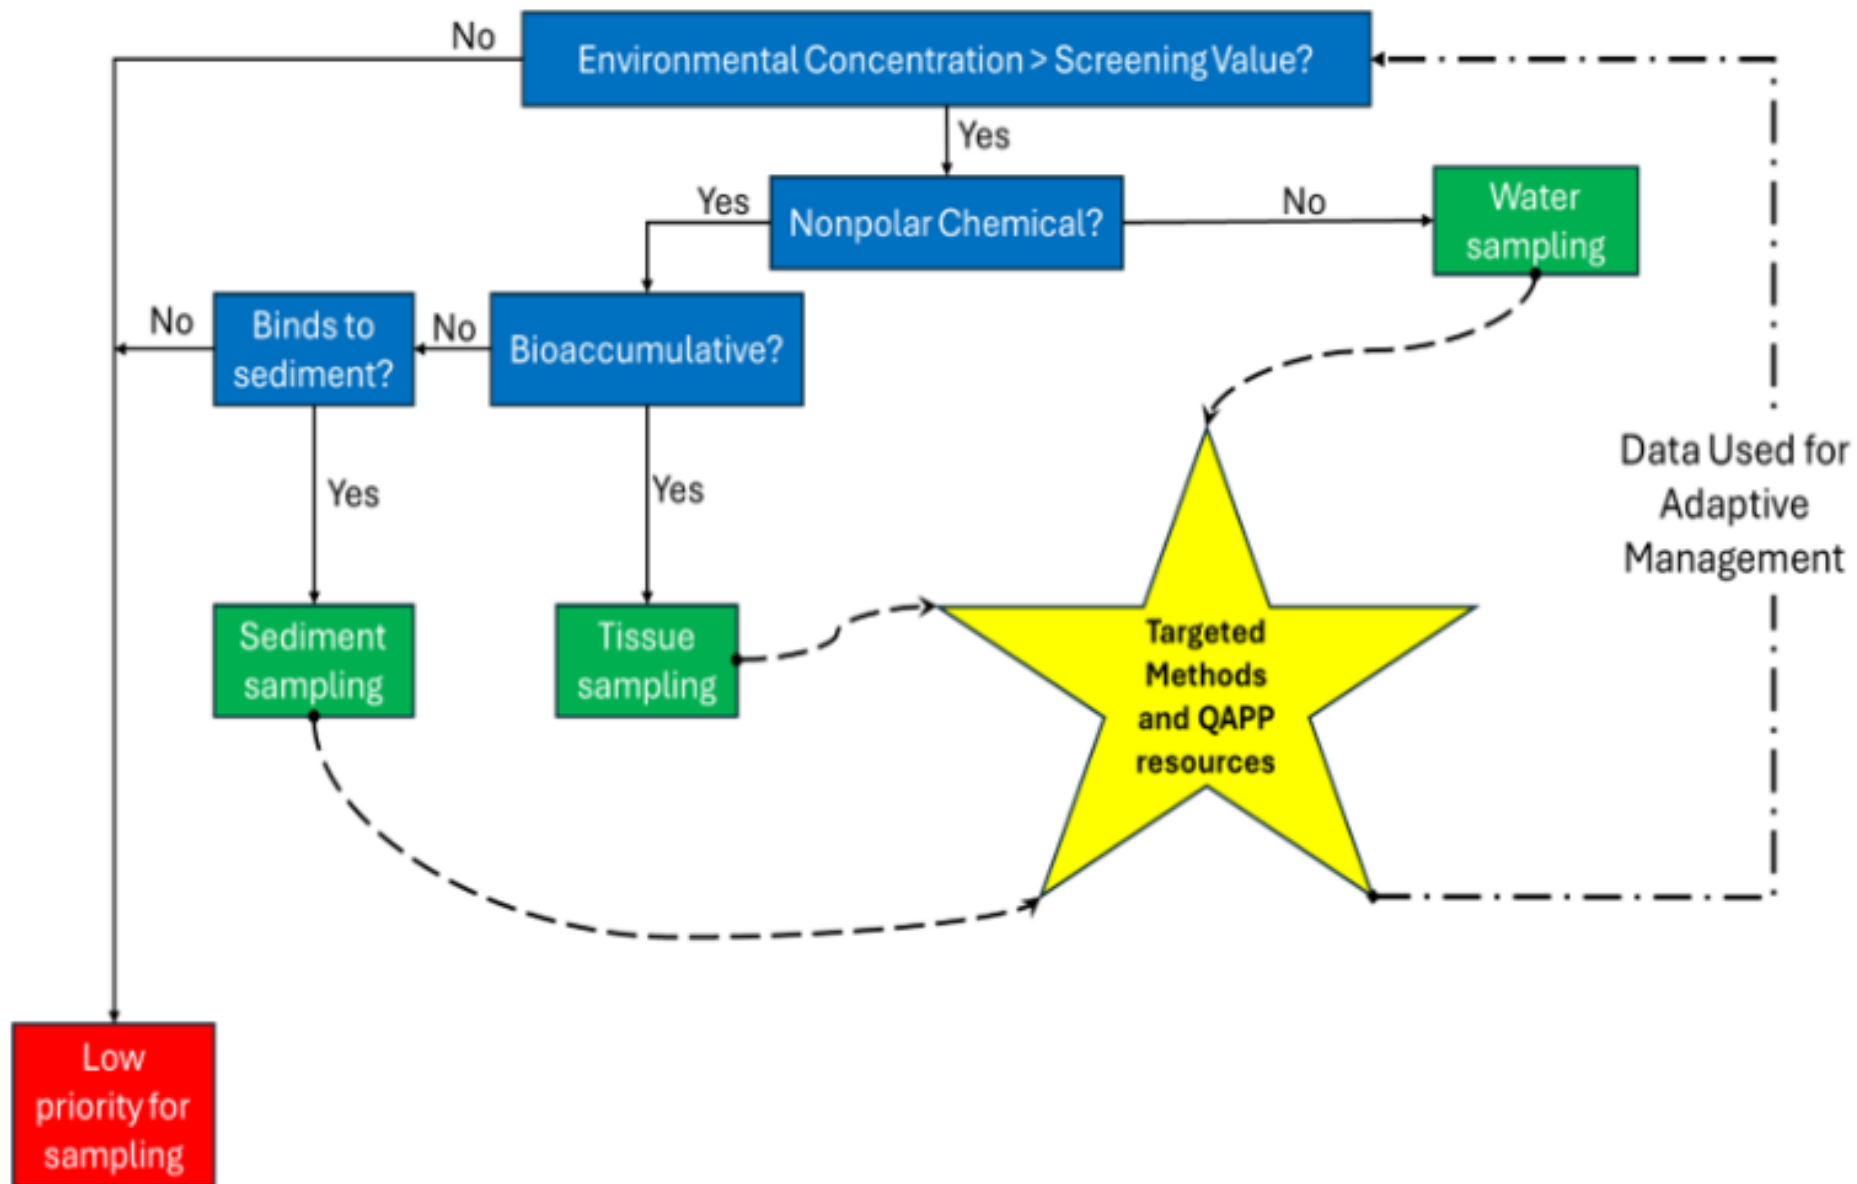 No
Environmental Concentration > Screening Value?
Yes
Yes
Nonpolar Chemical?
No
Water
sampling
No
Binds to
sediment?
No
Bioaccumulative?
Yes
Yes
Data Used for
Adaptive
Management
Sediment
sampling
Tissue
sampling
Targeted
Methods
and QAPP
resources
Low
priority for
sampling